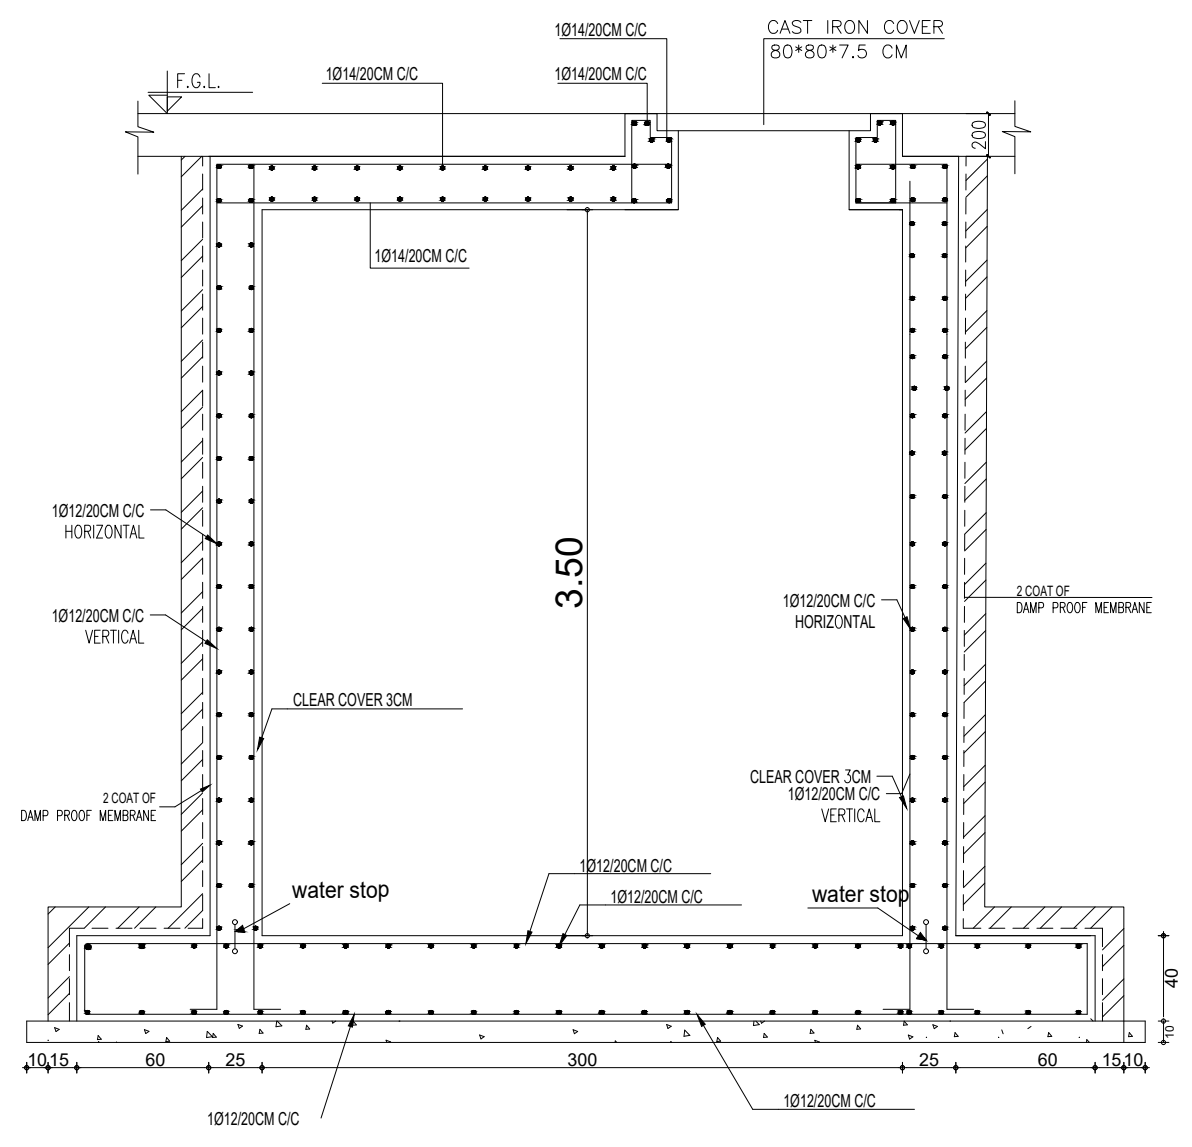 1Ø14/20CM C/C
CAST IRON COVER
80*80*7.5 CM
1Ø14/20CM C/C
1Ø14/20CM C/C
F.G.L.
200
1Ø14/20CM C/C
1Ø12/20CM C/C
HORIZONTAL
3.50
1Ø12/20CM C/C
VERTICAL
1Ø12/20CM C/C
HORIZONTAL
2 COAT OF
DAMP PROOF MEMBRANE
CLEAR COVER 3CM
CLEAR COVER 3CM
1Ø12/20CM C/C
VERTICAL
2 COAT OF
DAMP PROOF MEMBRANE
1Ø12/20CM C/C
water stop
1Ø12/20CM C/C
water stop
40
10
10 15 60 25 300 25 60 15 10
1Ø12/20CM C/C
1Ø12/20CM C/C